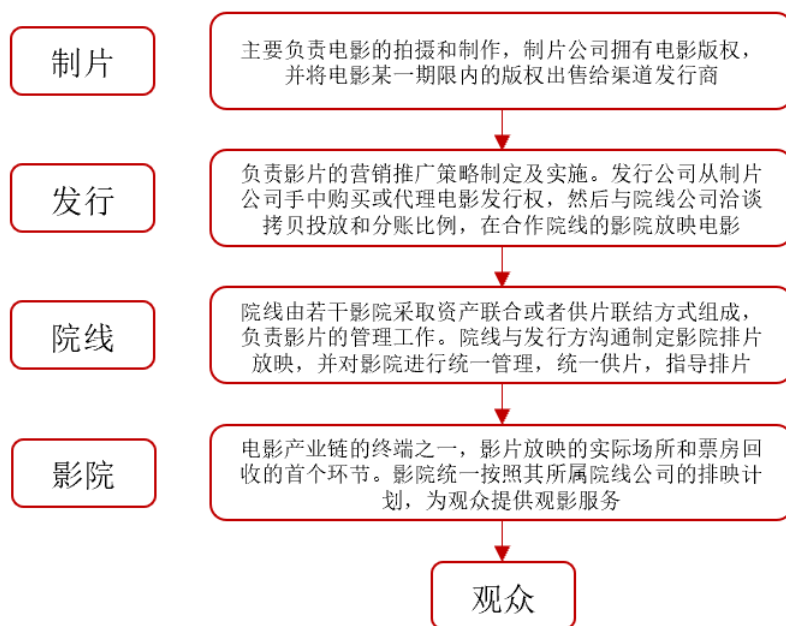 制片
主要负责电影的拍摄和制作，制片公司拥有电影版权，
并将电影某一期限内的版权出售给渠道发行商
发行
负责影片的营销推广策略制定及实施。发行公司从制片
公司手中购买或代理电影发行权，然后与院线公司洽谈
拷贝投放和分账比例，在合作院线的影院放映电影
院线
院线由若干影院采取资产联合或者供片联结方式组成，
负责影片的管理工作。院线与发行方沟通制定影院排片
放映，并对影院进行统一管理，统一供片，指导排片
影院
电影产业链的终端之一，影片放映的实际场所和票房回
收的首个环节。影院统一按照其所属院线公司的排映计
划，为观众提供观影服务
观众